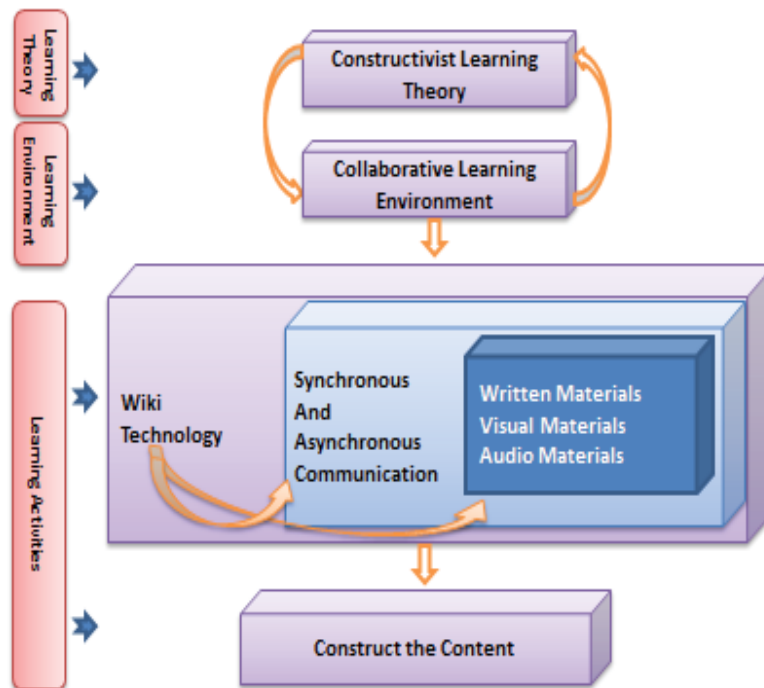 Learning
Theory
Constructivist Learning
Theory
Learning
Environment
Collaborative Learning
Environment
Learning Activities
Wiki
Technology
Synchronous
And
Asynchronous
Communication
Written Materials
Visual Materials
Audio Materials
Construct the Content